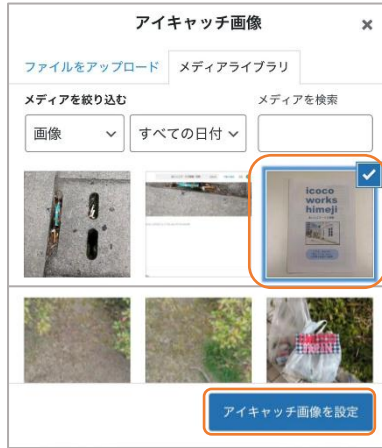 アイキャッチ画像 ×
ファイルをアップロード メディアライブラリ
メディアを絞り込む メディアを検索
画像 すべての日付
icoco
works
himeji
アイキャッチ画像を設定